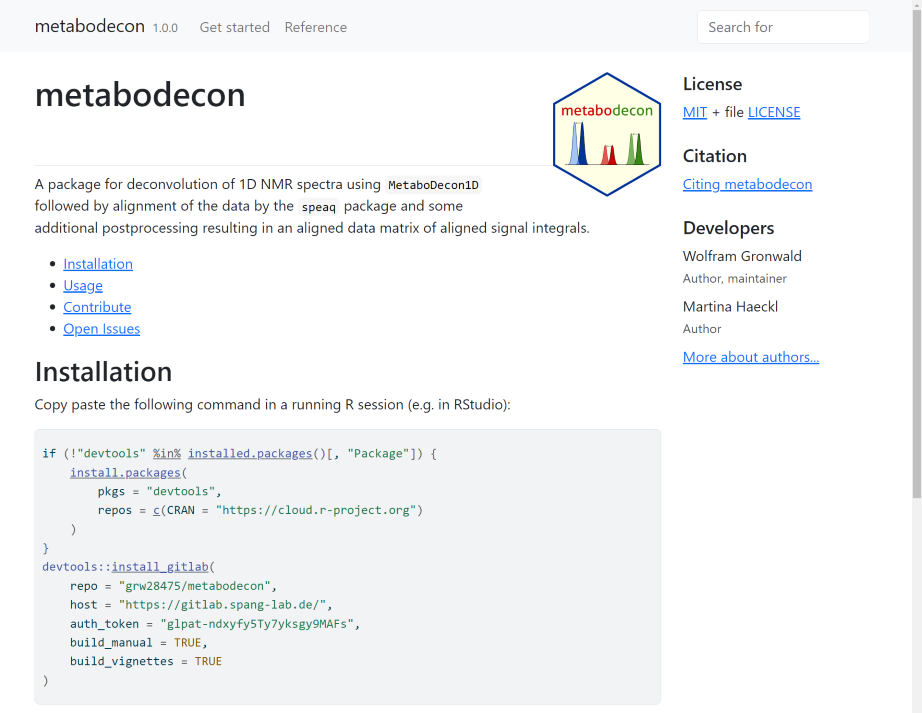 metabodecon 1.0.0 Get started Reference Search for
metabodecon
metabodecon
A package for deconvolution of 1D NMR spectra using MetaboDecon1D
followed by alignment of the data by the speaq package and some
additional postprocessing resulting in an aligned data matrix of aligned signal integrals.
Installation
Usage
Contribute
Open Issues
Installation
Copy paste the following command in a running R session (e.g. in RStudio):
if (!"devtools" %in% installed.packages()[, "Package"]) {
    install.packages(
        pkgs = "devtools",
        repos = c(CRAN = "https://cloud.r-project.org")
    )
}
devtools::install_gitlab(
    repo = "grw28475/metabodecon",
    host = "https://gitlab.spang-lab.de/",
    auth_token = "glpat-ndxyfy5Ty7yksgy9MAFs",
    build_manual = TRUE,
    build_vignettes = TRUE
)
License
MIT + file LICENSE
Citation
Citing metabodecon
Developers
Wolfram Gronwald
Author, maintainer
Martina Haeckl
Author
More about authors...